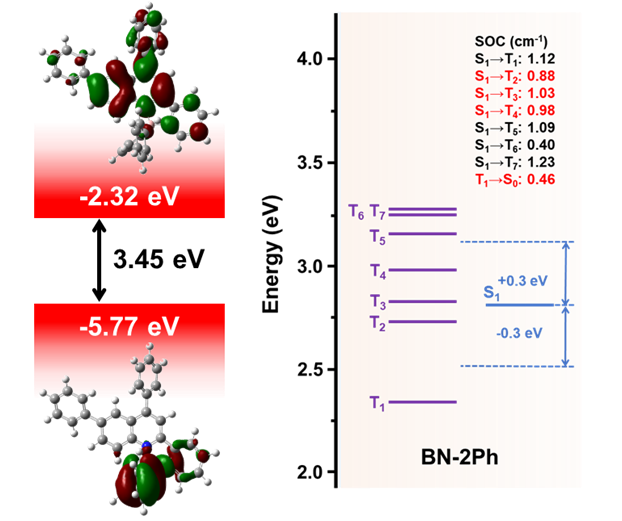 -2.32 eV
3.45 eV
-5.77 eV
Energy (eV)
4.0
3.5
3.0
2.5
2.0
SOC (cm⁻¹)
S₁→T₁: 1.12
S₁→T₂: 0.88
S₁→T₃: 1.03
S₁→T₄: 0.98
S₁→T₅: 1.09
S₁→T₆: 0.40
S₁→T₇: 1.23
T₁→S₀: 0.46
T₆ T₇
T₅
T₄
T₃
T₂
T₁
S₁
+0.3 eV
-0.3 eV
BN-2Ph